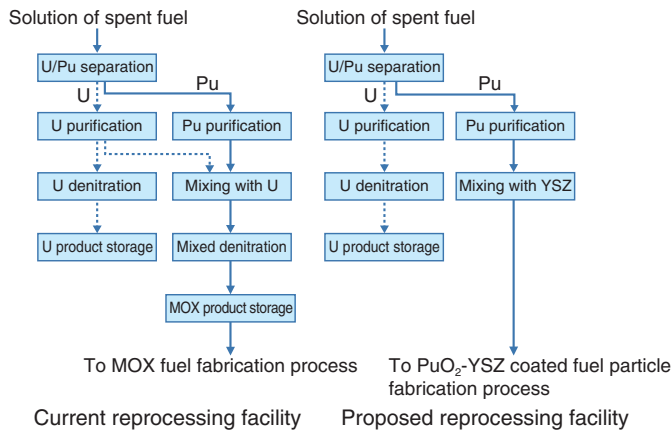 Solution of spent fuel
U/Pu separation
U
Pu
U purification
Pu purification
U denitration
Mixing with U
U product storage
Mixed denitration
MOX product storage
To MOX fuel fabrication process
Current reprocessing facility
Solution of spent fuel
U/Pu separation
U
Pu
U purification
Pu purification
U denitration
Mixing with YSZ
U product storage
To PuO₂-YSZ coated fuel particle
fabrication process
Proposed reprocessing facility